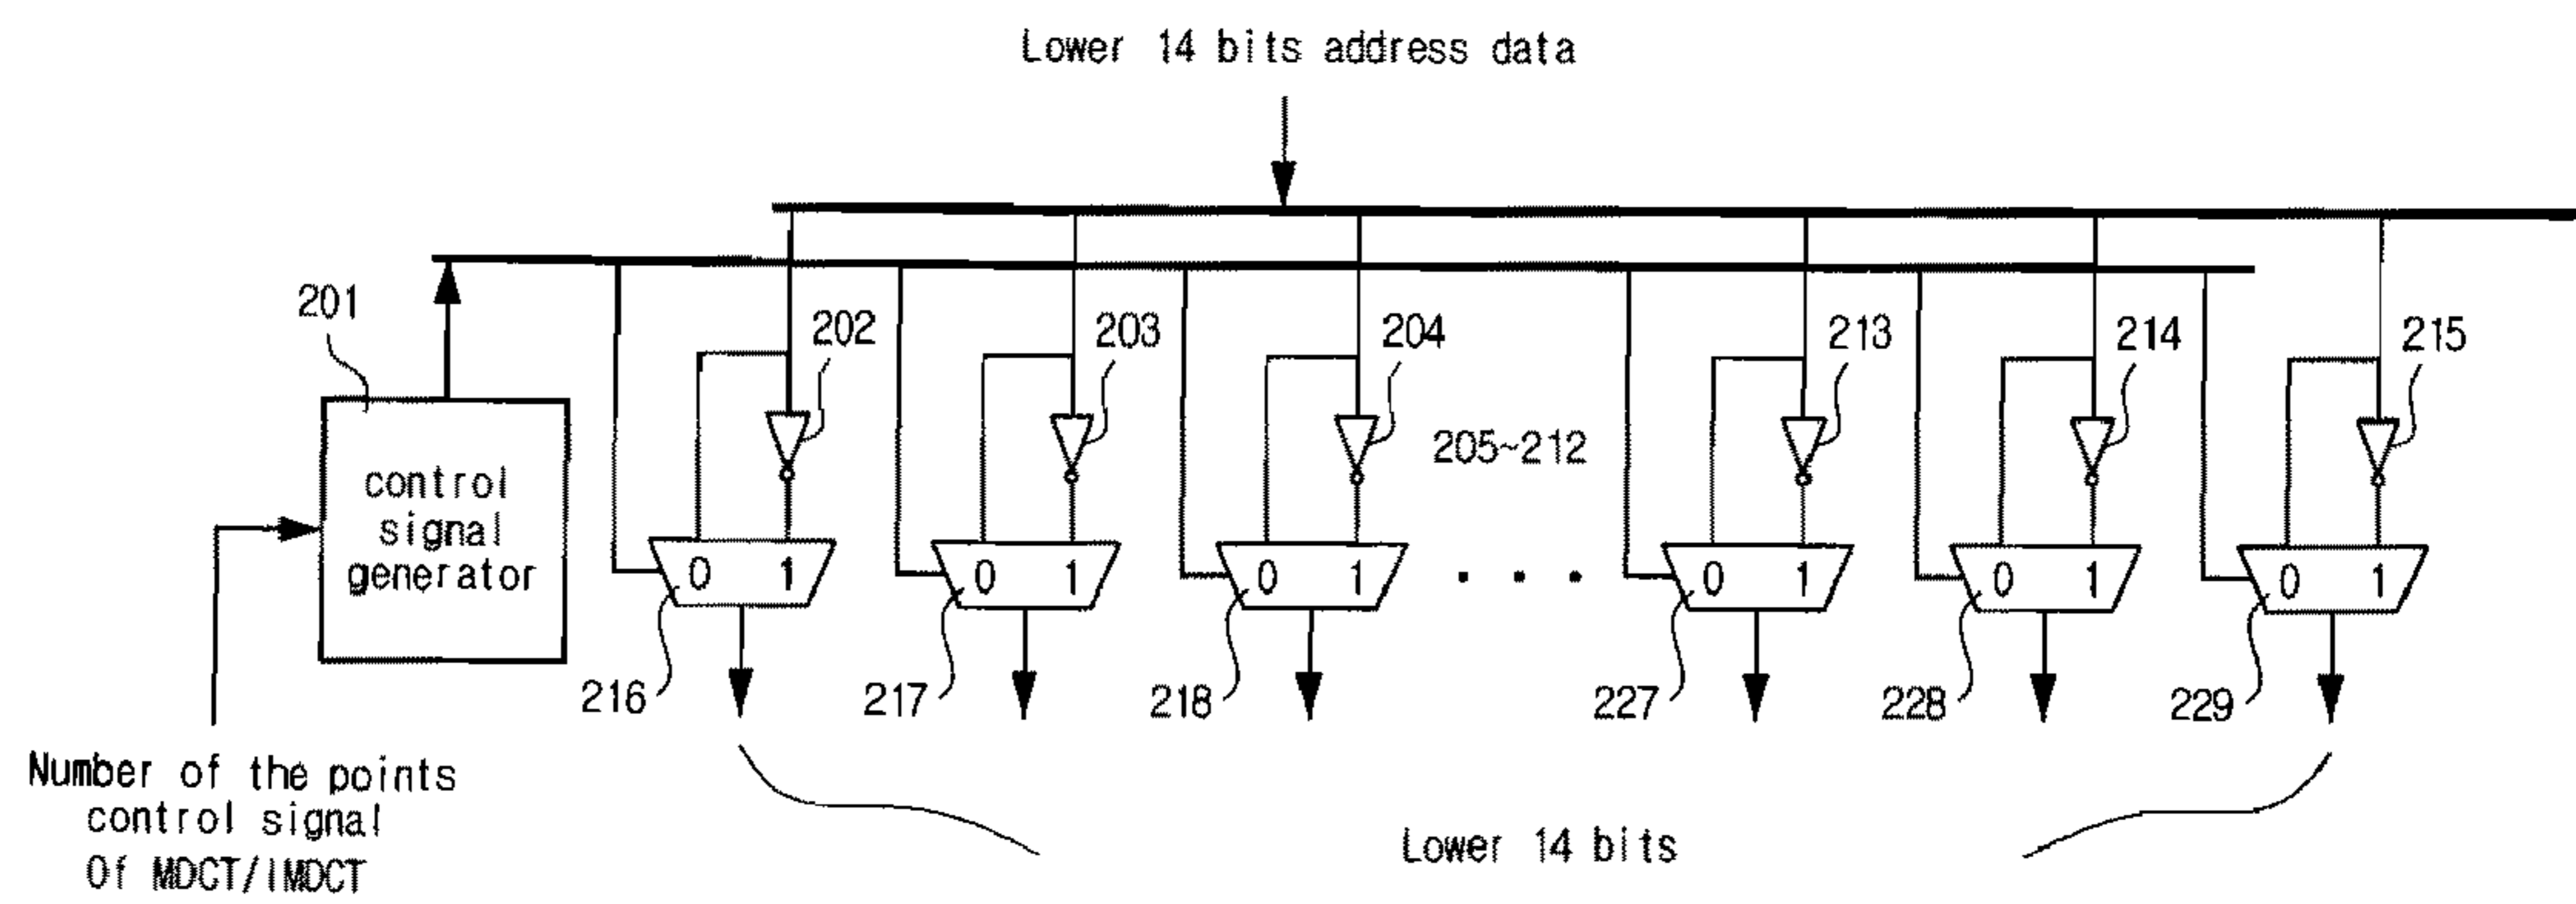 Lower 14 bits address data
201
202
203
204
213
214
215
205~212
control
signal
generator
0 1
0 1
0 1
. . .
0 1
0 1
0 1
216
217
218
227
228
229
Number of the points
control signal
Of MDCT/IMDCT
Lower 14 bits